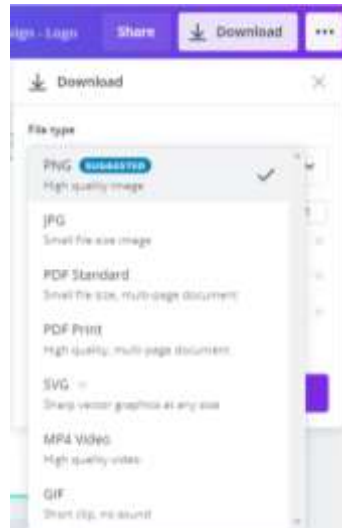 ign - Logo Share Download
Download
File type
PNG SUGGESTED
High quality image
JPG
Small file size image
PDF Standard
Small file size, multi-page document
PDF Print
High quality, multi-page document
SVG
Sharp vector graphics at any size
MP4 Video
High quality video
GIF
Short clip, no sound